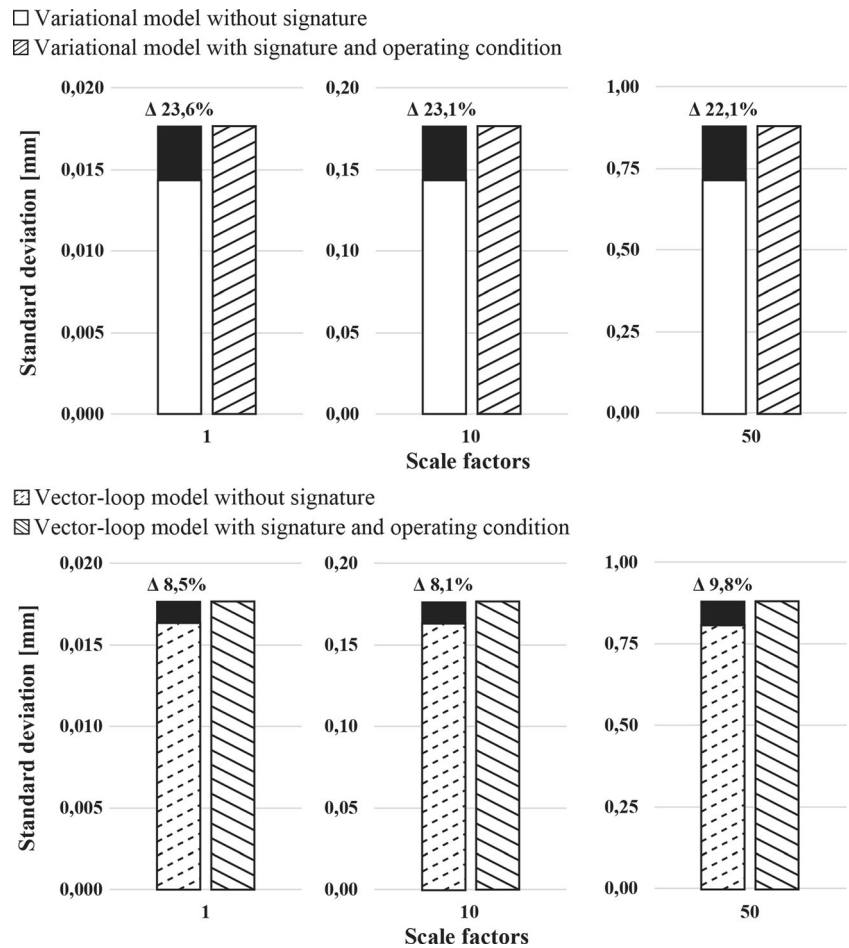 Variational model without signature
Variational model with signature and operating condition
Standard deviation [mm]
0,020
0,015
0,010
0,005
0,000
Δ 23,6%
1
0,20
0,15
0,10
0,05
0,00
Δ 23,1%
10
1,00
0,75
0,50
0,25
0,00
Δ 22,1%
50
Scale factors
Vector-loop model without signature
Vector-loop model with signature and operating condition
Standard deviation [mm]
0,020
0,015
0,010
0,005
0,000
Δ 8,5%
1
0,20
0,15
0,10
0,05
0,00
Δ 8,1%
10
1,00
0,75
0,50
0,25
0,00
Δ 9,8%
50
Scale factors